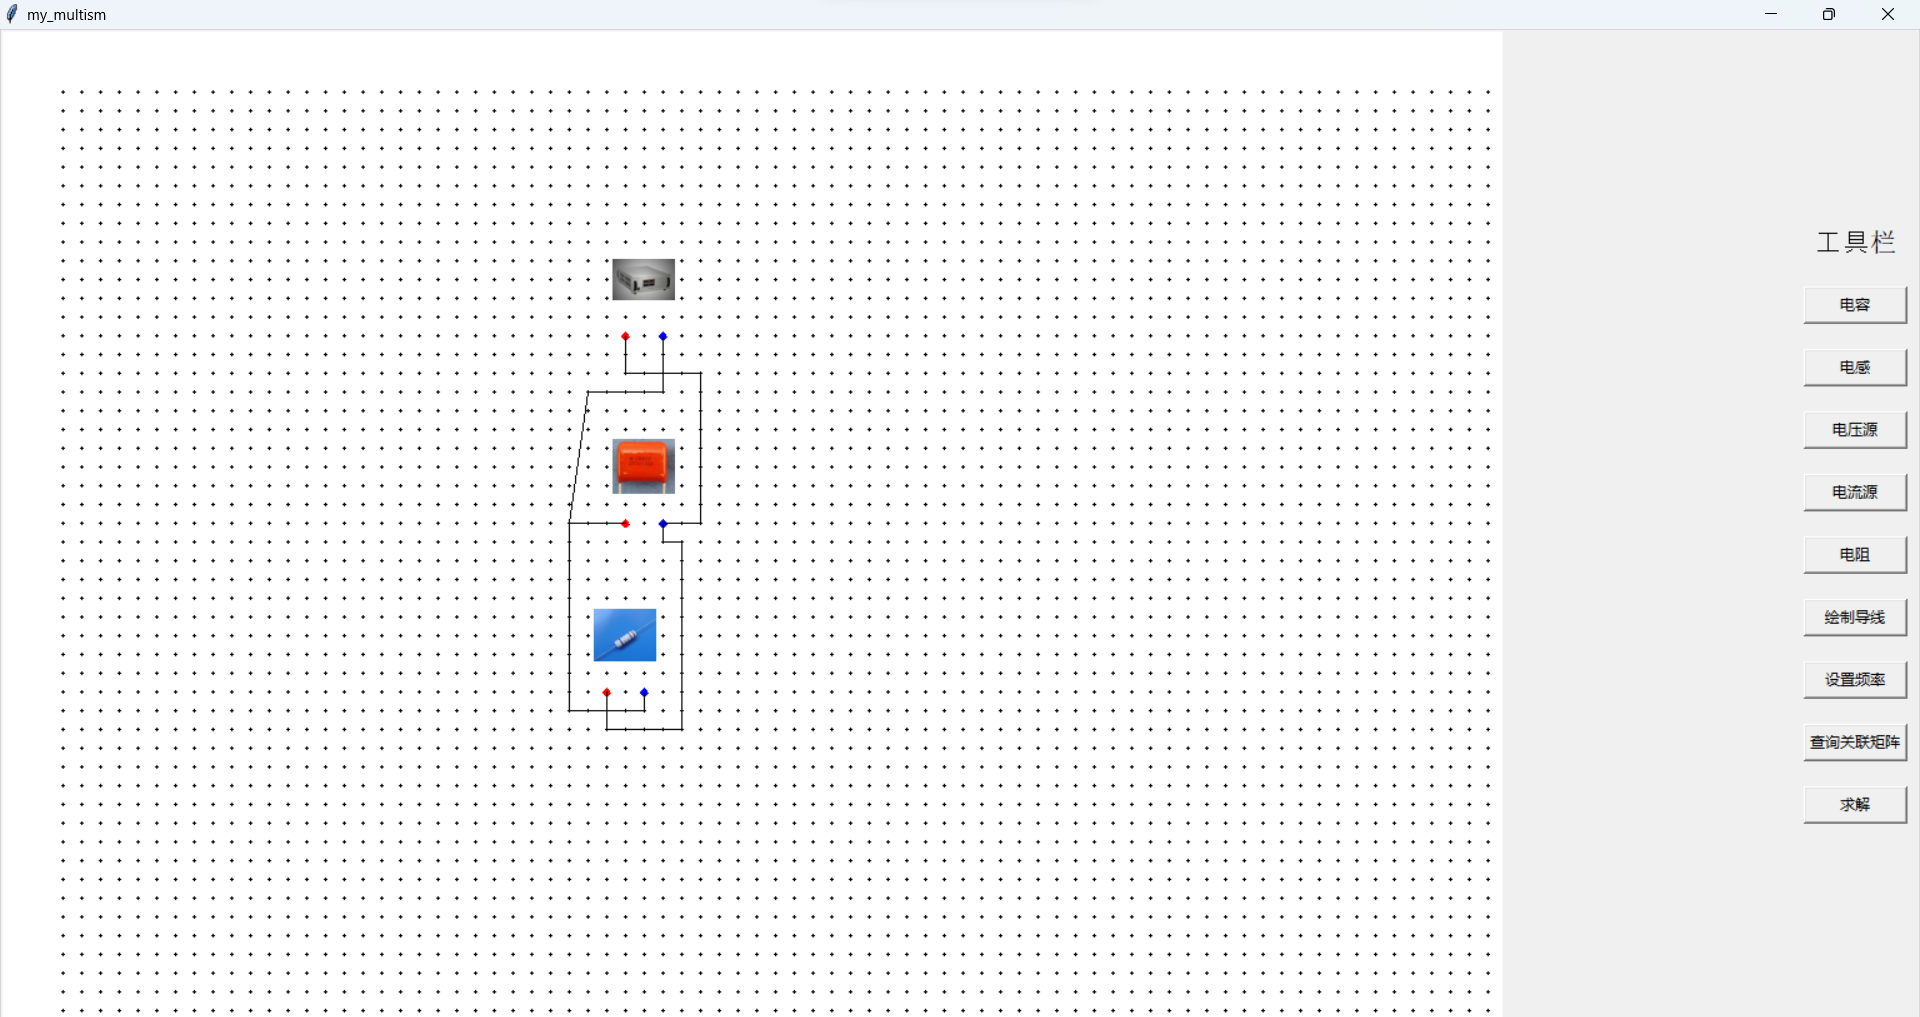 my_multism
工具栏
电容
电感
电压源
电流源
电阻
绘制导线
设置频率
查询关联矩阵
求解